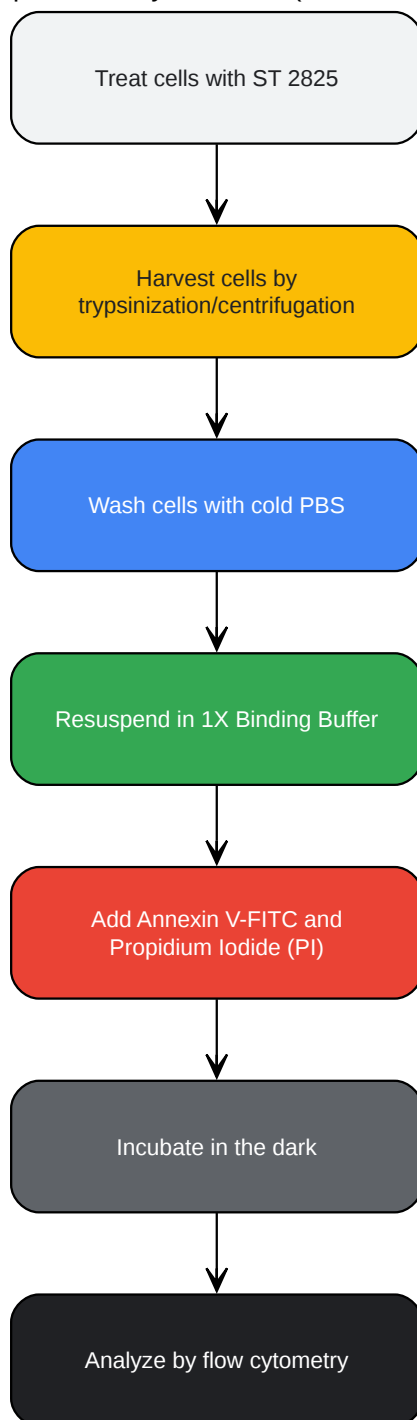 Treat cells with ST 2825
Harvest cells by
trypsinization/centrifugation
Wash cells with cold PBS
Resuspend in 1X Binding Buffer
Add Annexin V-FITC and
Propidium Iodide (PI)
Incubate in the dark
Analyze by flow cytometry